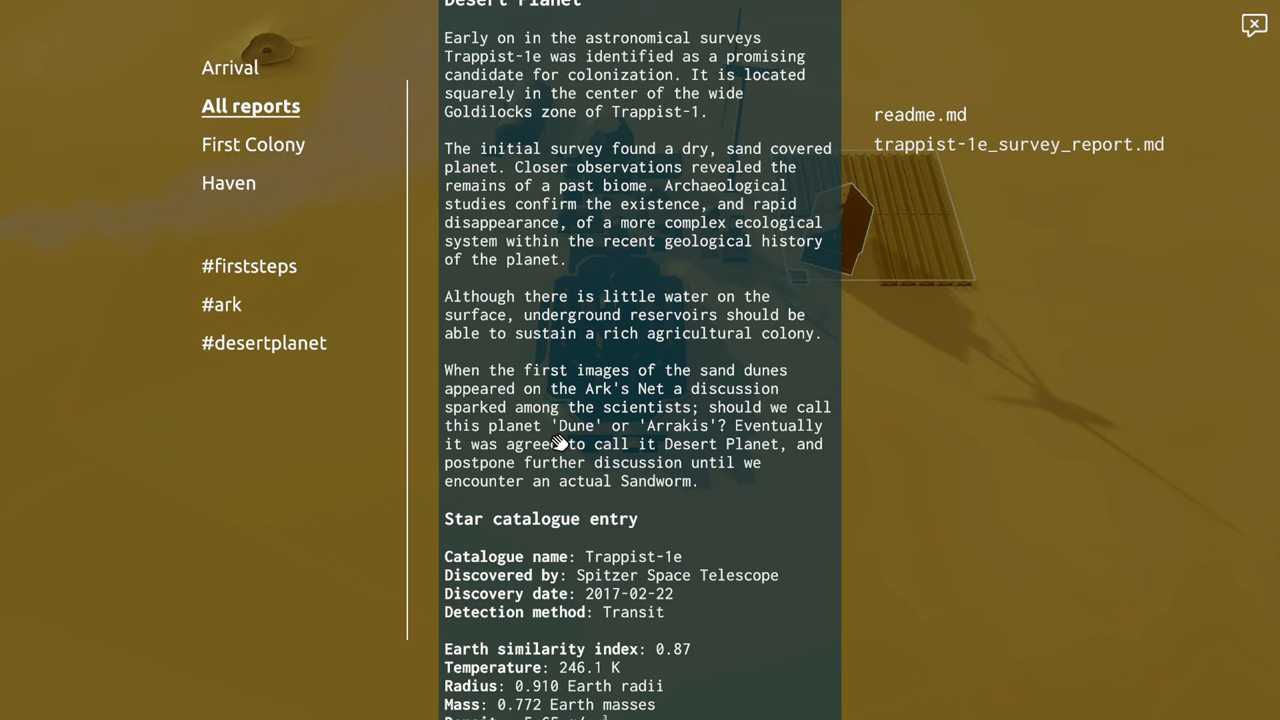 Desert Planet
Arrival
All reports
First Colony
Haven
#firststeps
#ark
#desertplanet
Early on in the astronomical surveys
Trappist-1e was identified as a promising
candidate for colonization. It is located
squarely in the center of the wide
Goldilocks zone of Trappist-1.
The initial survey found a dry, sand covered
planet. Closer observations revealed the
remains of a past biome. Archaeological
studies confirm the existence, and rapid
disappearance, of a more complex ecological
system within the recent geological history
of the planet.
Although there is little water on the
surface, underground reservoirs should be
able to sustain a rich agricultural colony.
When the first images of the sand dunes
appeared on the Ark's Net a discussion
sparked among the scientists; should we call
this planet 'Dune' or 'Arrakis'? Eventually
it was agreed to call it Desert Planet, and
postpone further discussion until we
encounter an actual Sandworm.
Star catalogue entry
Catalogue name: Trappist-1e
Discovered by: Spitzer Space Telescope
Discovery date: 2017-02-22
Detection method: Transit
Earth similarity index: 0.87
Temperature: 246.1 K
Radius: 0.910 Earth radii
Mass: 0.772 Earth masses
readme.md
trappist-1e_survey_report.md